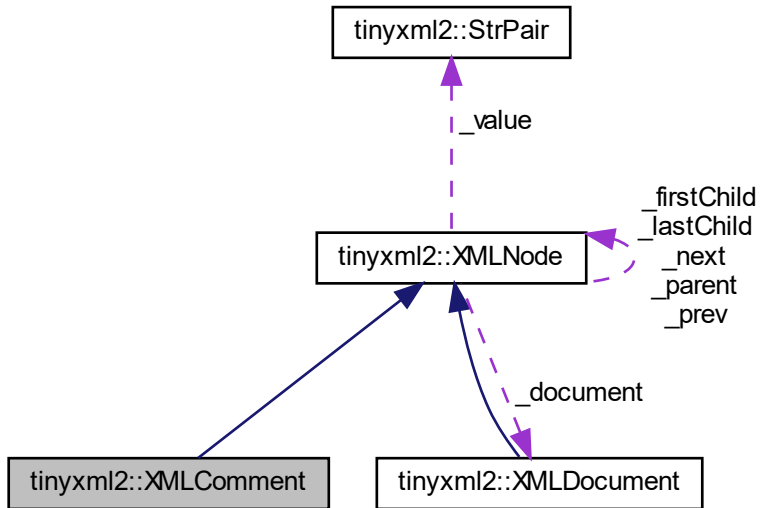 tinyxml2::StrPair
_value
_firstChild
_lastChild
_next
_parent
_prev
tinyxml2::XMLNode
_document
tinyxml2::XMLComment
tinyxml2::XMLDocument